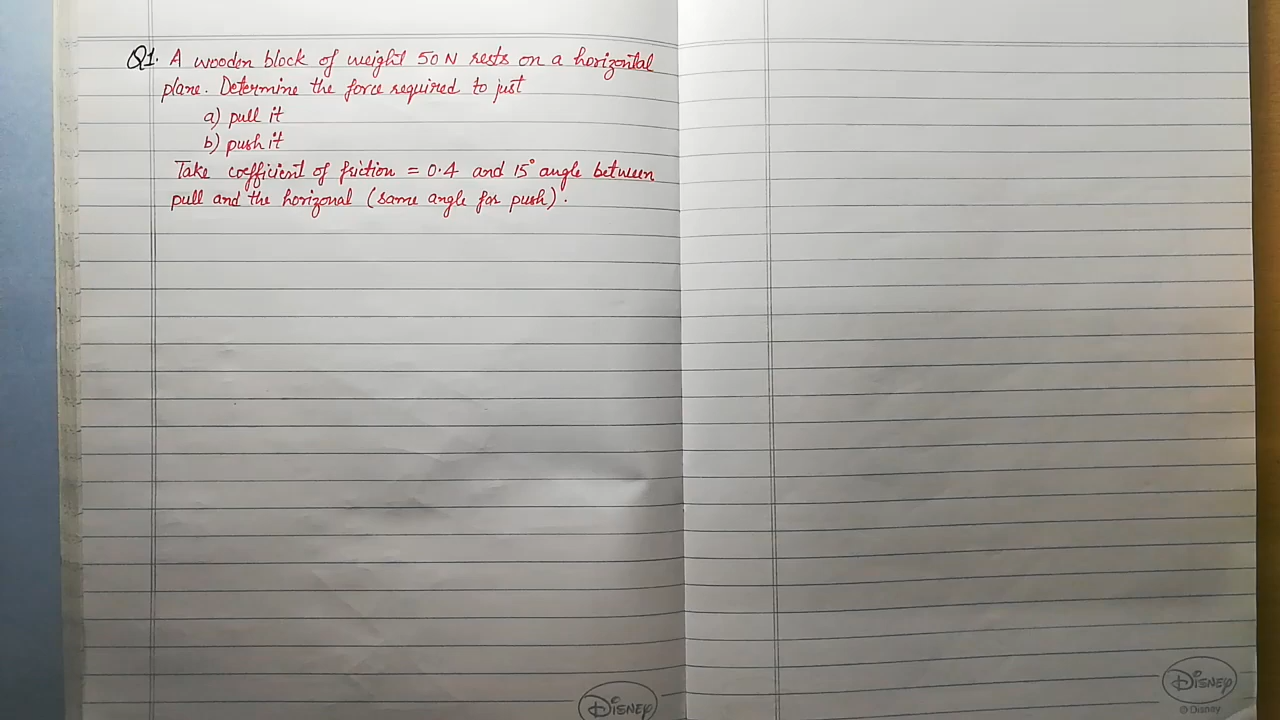 Q1. A wooden block of weight 50 N rests on a horizontal
plane. Determine the force required to just
a) pull it
b) push it
Take coefficient of friction = 0.4 and 15° angle between
pull and the horizonal (same angle for push).
DISNEY
DISNEY
© Disney